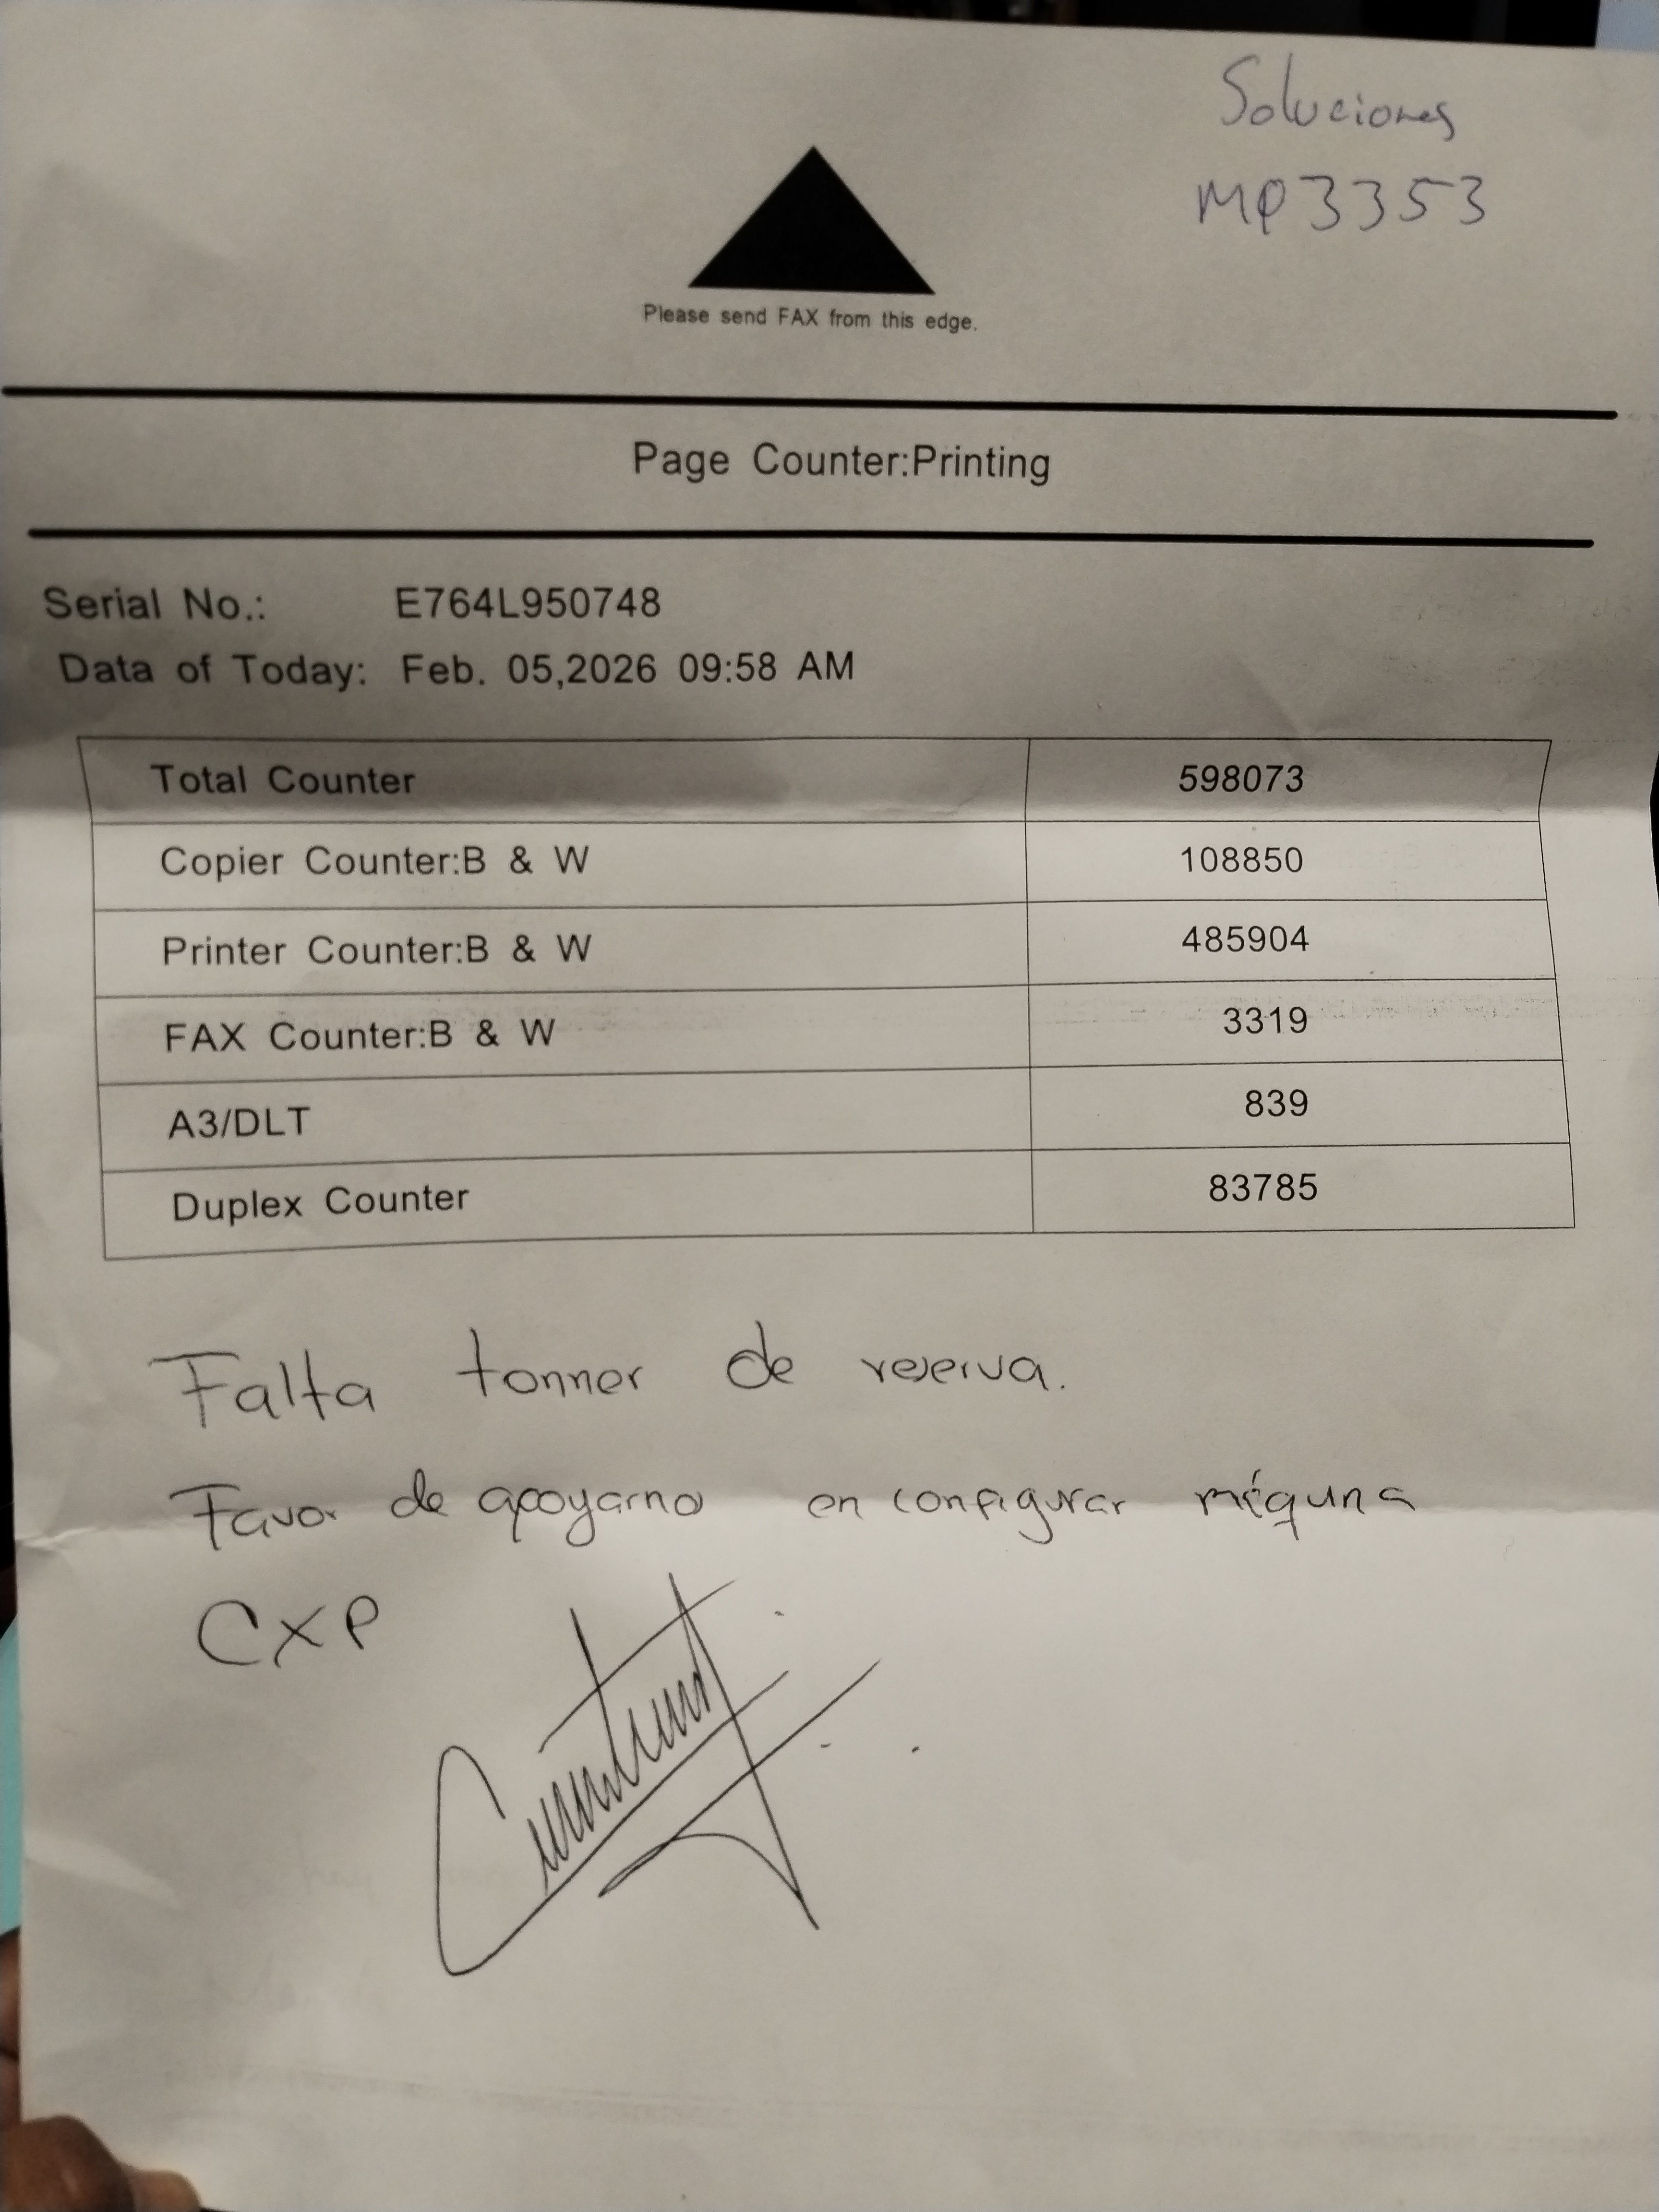 Soluciones
MP3353
Please send FAX from this edge.
Page Counter:Printing
Serial No.: E764L950748
Data of Today: Feb. 05,2026 09:58 AM
Total Counter 598073
Copier Counter:B & W 108850
Printer Counter:B & W 485904
FAX Counter:B & W 3319
A3/DLT 839
Duplex Counter 83785
Falta tonner de reserva.
Favor de apoyarnos en configurar máquina
CXP